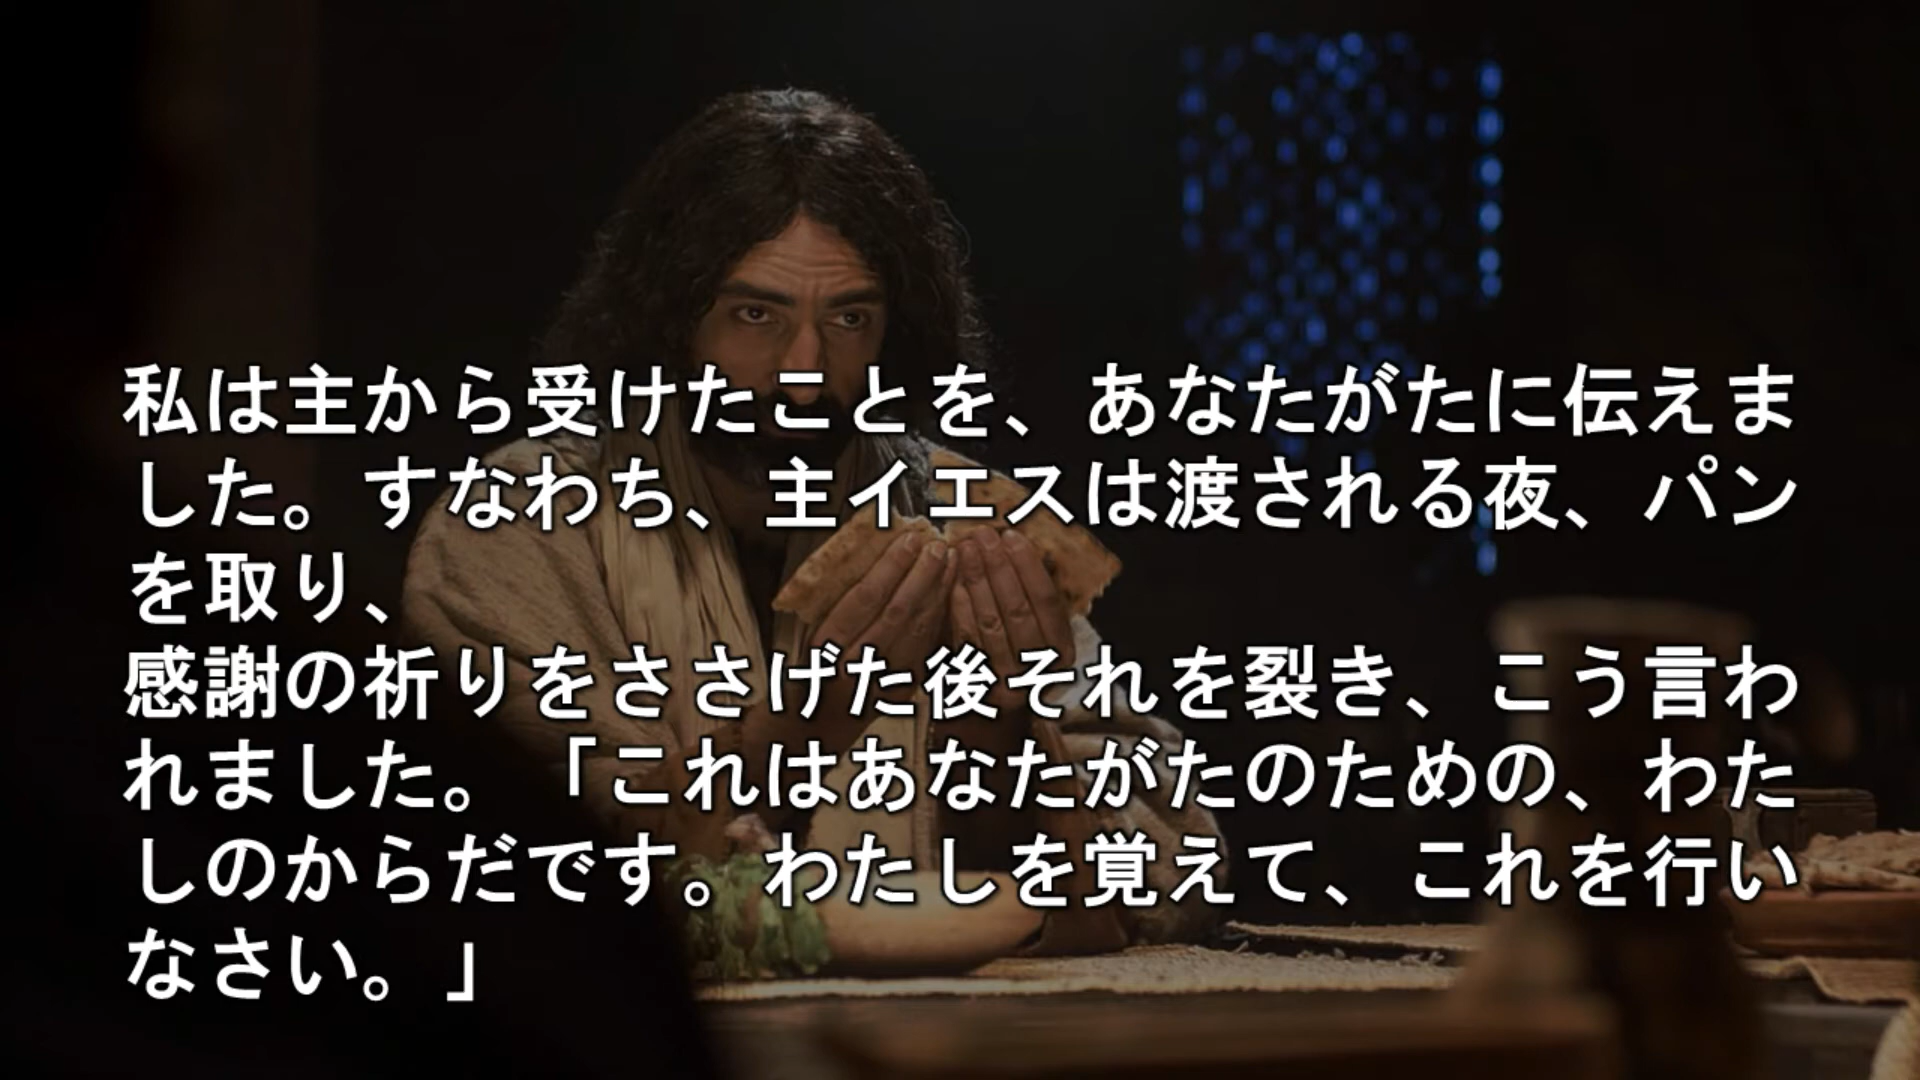 私は主から受けたことを、あなたがたに伝えま
した。すなわち、主イエスは渡される夜、パン
を取り、
感謝の祈りをささげた後それを裂き、こう言わ
れました。「これはあなたがたのための、わた
しのからだです。わたしを覚えて、これを行い
なさい。」